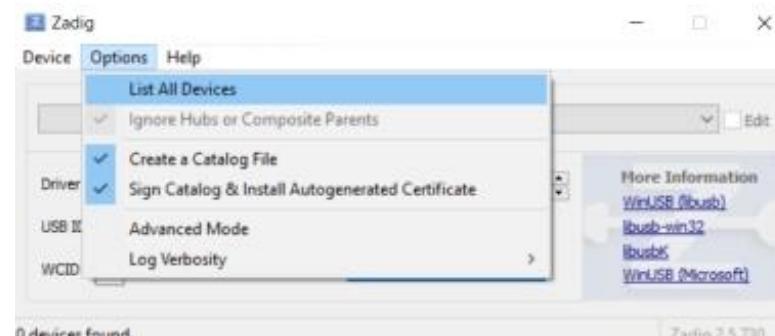 Zadig
Device Options Help
List All Devices
Ignore Hubs or Composite Parents
Edit
Create a Catalog File
Sign Catalog & Install Autogenerated Certificate
Advanced Mode
Log Verbosity
Driver
USB ID
WCID
More Information
WinUSB (libusb)
libusb-win32
libusbK
WinUSB (Microsoft)
0 devices found
Zadig 2.5.730